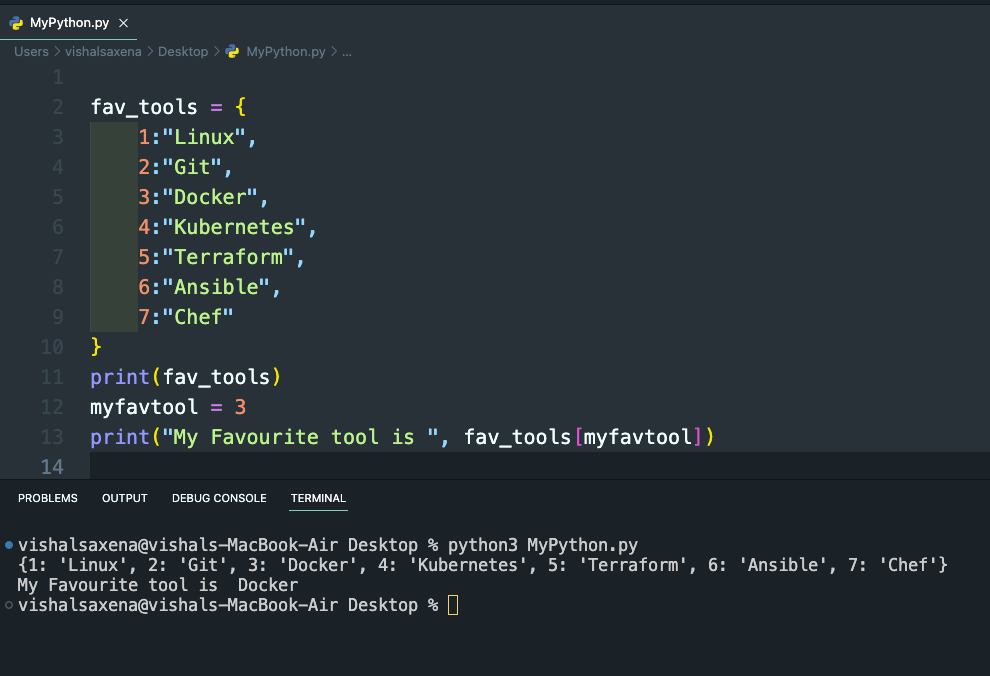 MyPython.py ×
Users > vishalsaxena > Desktop > MyPython.py > ...
1
2 fav_tools = {
3     1:"Linux",
4     2:"Git",
5     3:"Docker",
6     4:"Kubernetes",
7     5:"Terraform",
8     6:"Ansible",
9     7:"Chef"
10 }
11 print(fav_tools)
12 myfavtool = 3
13 print("My Favourite tool is ", fav_tools[myfavtool])
14
PROBLEMS OUTPUT DEBUG CONSOLE TERMINAL
vishalsaxena@vishals-MacBook-Air Desktop % python3 MyPython.py
{1: 'Linux', 2: 'Git', 3: 'Docker', 4: 'Kubernetes', 5: 'Terraform', 6: 'Ansible', 7: 'Chef'}
My Favourite tool is  Docker
vishalsaxena@vishals-MacBook-Air Desktop %